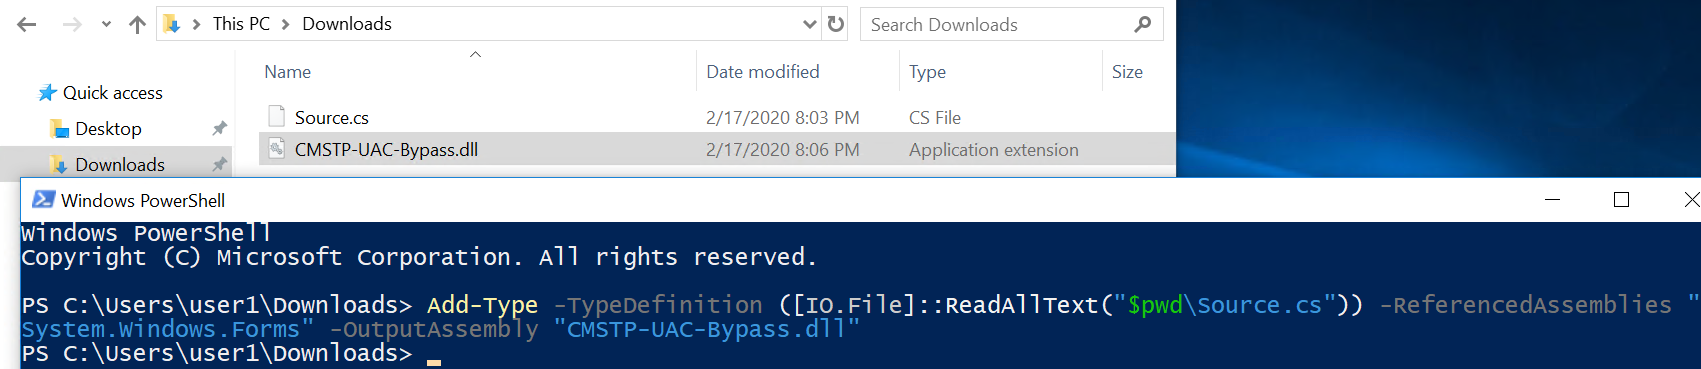 This PC > Downloads
Search Downloads
Name Date modified Type Size
Quick access
Source.cs 2/17/2020 8:03 PM CS File
Desktop
CMSTP-UAC-Bypass.dll 2/17/2020 8:06 PM Application extension
Downloads
Windows PowerShell
Windows PowerShell
Copyright (C) Microsoft Corporation. All rights reserved.
PS C:\Users\user1\Downloads> Add-Type -TypeDefinition ([IO.File]::ReadAllText("$pwd\Source.cs")) -ReferencedAssemblies "
System.Windows.Forms" -OutputAssembly "CMSTP-UAC-Bypass.dll"
PS C:\Users\user1\Downloads>